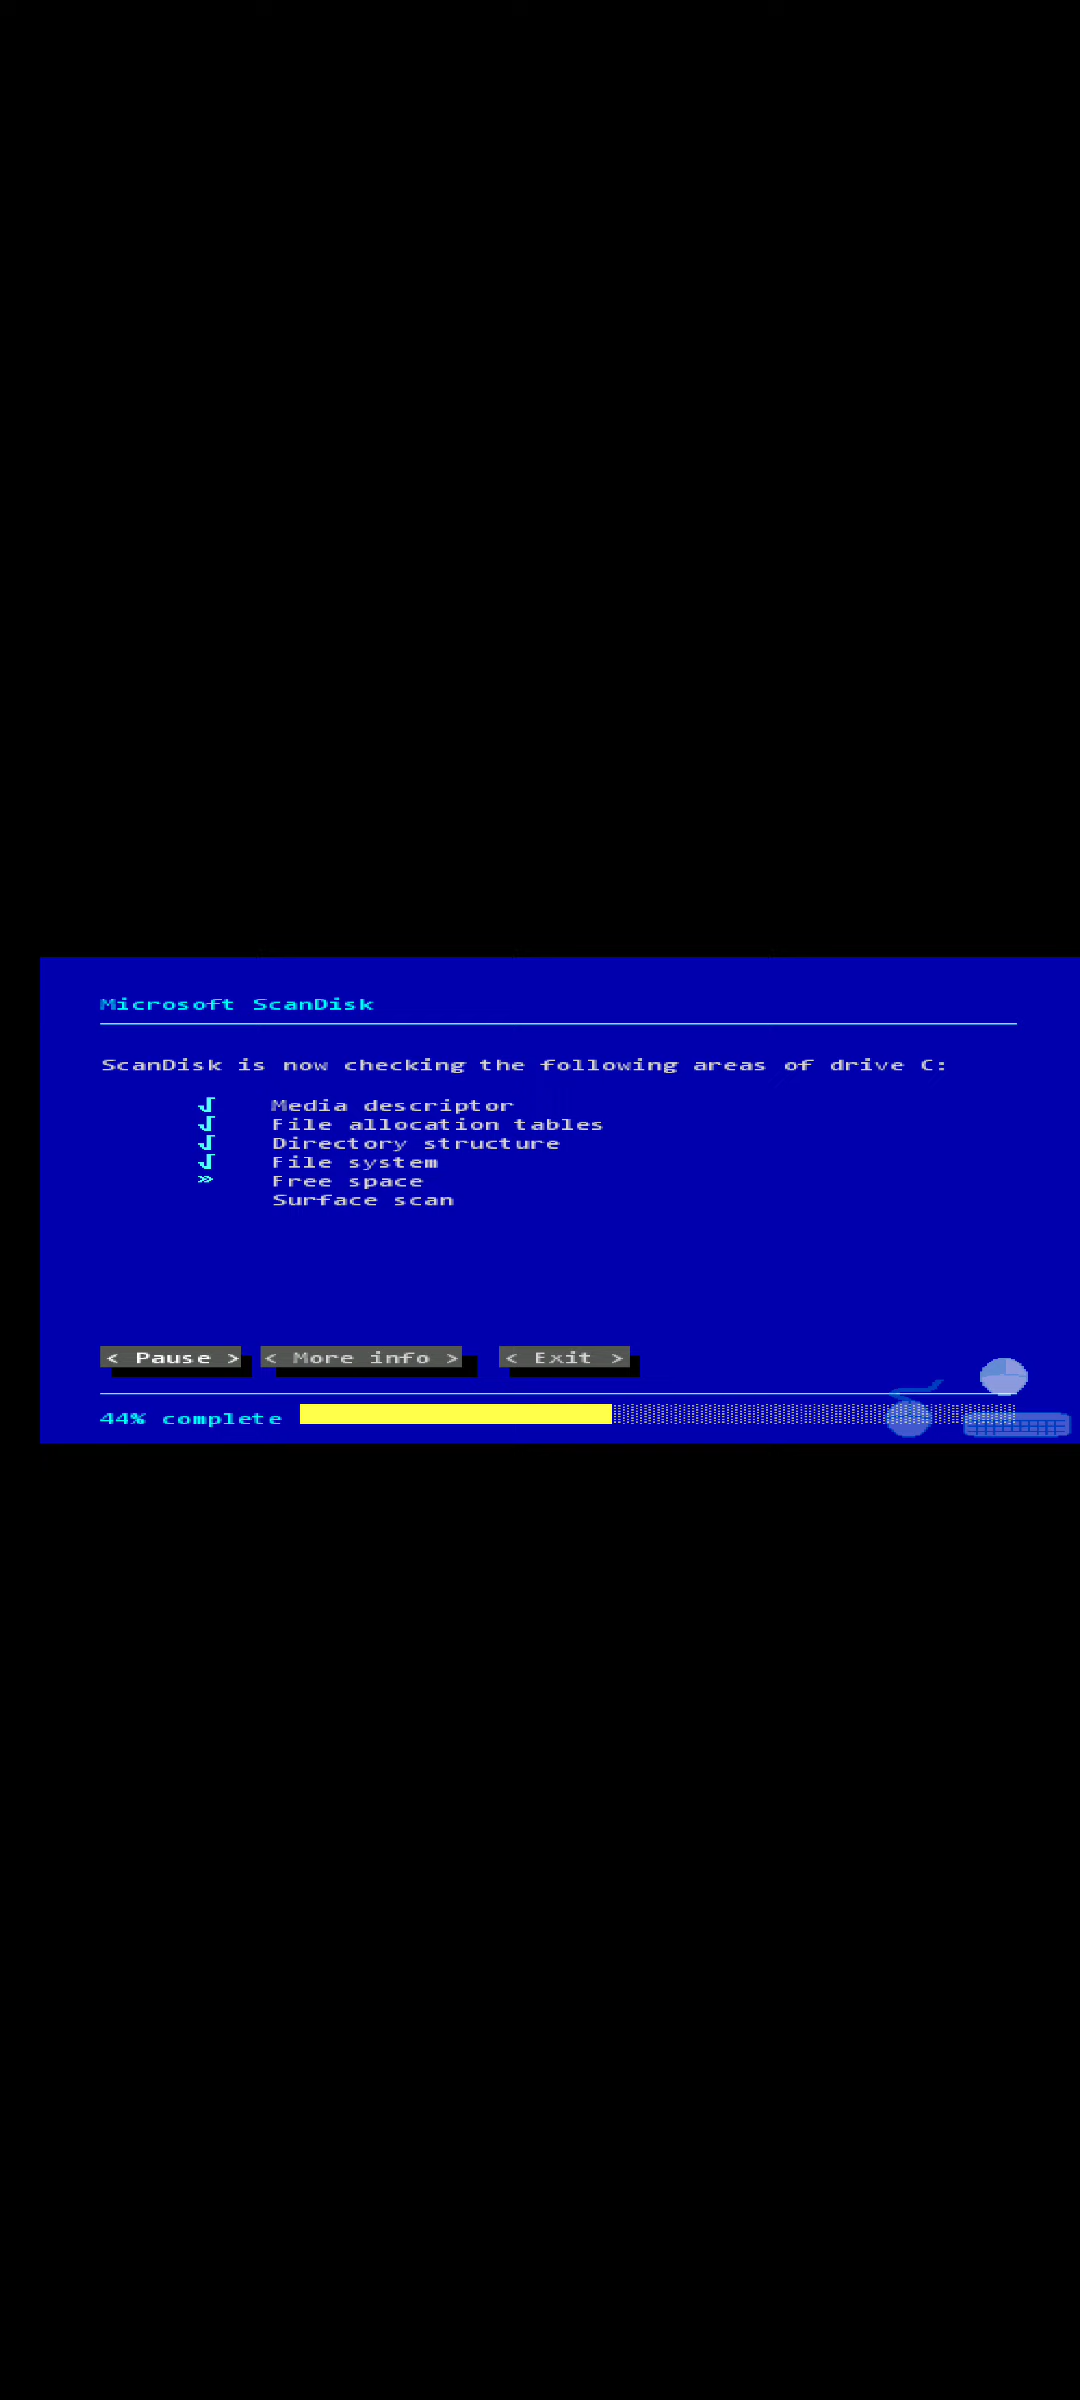 Microsoft ScanDisk
ScanDisk is now checking the following areas of drive C:
√ Media descriptor
√ File allocation tables
√ Directory structure
√ File system
» Free space
Surface scan
< Pause > < More info > < Exit >
44% complete